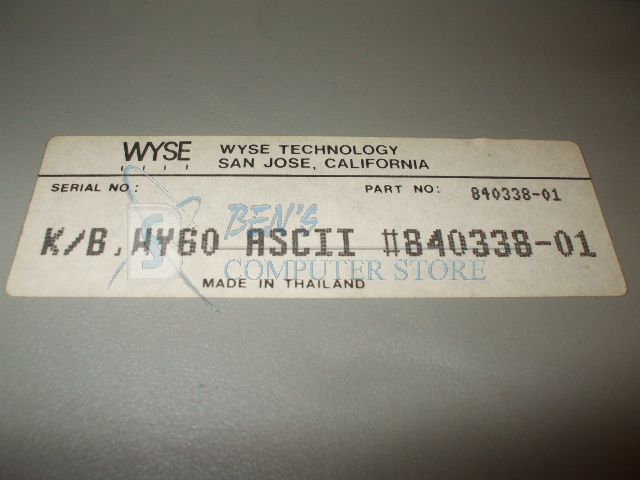 WYSE WYSE TECHNOLOGY
SAN JOSE, CALIFORNIA
SERIAL NO.: PART NO: 840338-01
BEN'S
K/B, WY60 ASCII #840338-01
COMPUTER STORE
MADE IN THAILAND